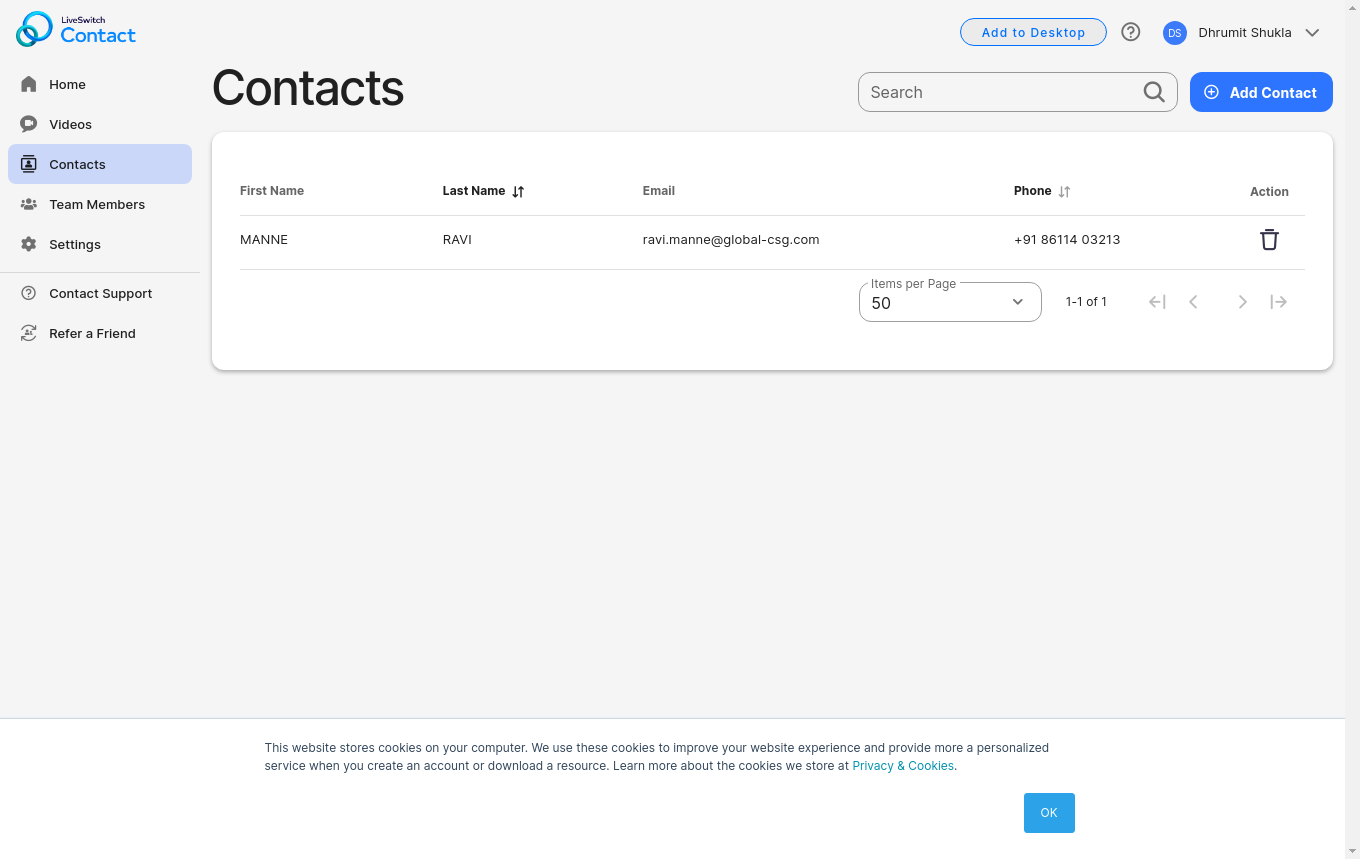 LiveSwitch
Contact
Add to Desktop
DS
Dhrumit Shukla
Home
Videos
Contacts
Team Members
Settings
Contact Support
Refer a Friend
Contacts
Search
Add Contact
First Name
Last Name
Email
Phone
Action
MANNE
RAVI
ravi.manne@global-csg.com
+91 86114 03213
Items per Page
50
1-1 of 1
This website stores cookies on your computer. We use these cookies to improve your website experience and provide more a personalized
service when you create an account or download a resource. Learn more about the cookies we store at Privacy & Cookies.
OK